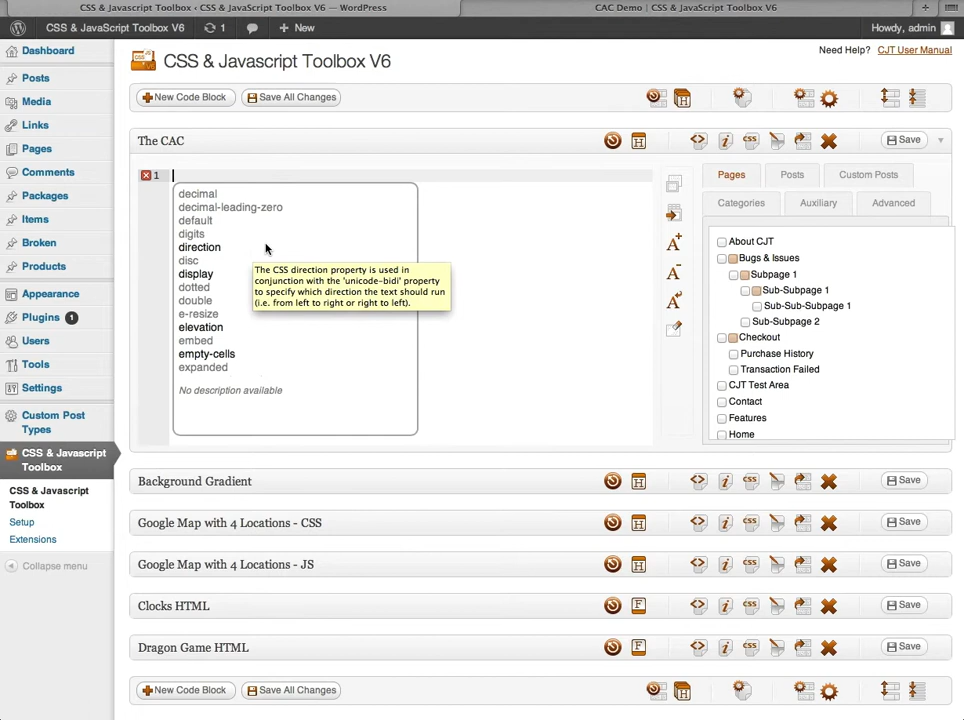 CSS & Javascript Toolbox ‹ CSS & JavaScript Toolbox V6 — WordPress
CAC Demo | CSS & JavaScript Toolbox V6
CSS & JavaScript Toolbox V6
1
New
Howdy, admin
Dashboard
Posts
Media
Links
Pages
Comments
Packages
Items
Broken
Products
Appearance
Plugins 1
Users
Tools
Settings
Custom Post
Types
CSS & Javascript
Toolbox
CSS & Javascript
Toolbox
Setup
Extensions
Collapse menu
Need Help? CJT User Manual
CSS & Javascript Toolbox V6
New Code Block
Save All Changes
The CAC
Save
1
decimal
decimal-leading-zero
default
digits
direction
disc
display
dotted
double
e-resize
elevation
embed
empty-cells
expanded
No description available
The CSS direction property is used in
conjunction with the 'unicode-bidi' property
to specify which direction the text should run
(i.e. from left to right or right to left).
Pages
Posts
Custom Posts
Categories
Auxiliary
Advanced
About CJT
Bugs & Issues
Subpage 1
Sub-Subpage 1
Sub-Sub-Subpage 1
Sub-Subpage 2
Checkout
Purchase History
Transaction Failed
CJT Test Area
Contact
Features
Home
Background Gradient
Save
Google Map with 4 Locations - CSS
Save
Google Map with 4 Locations - JS
Save
Clocks HTML
Save
Dragon Game HTML
Save
New Code Block
Save All Changes